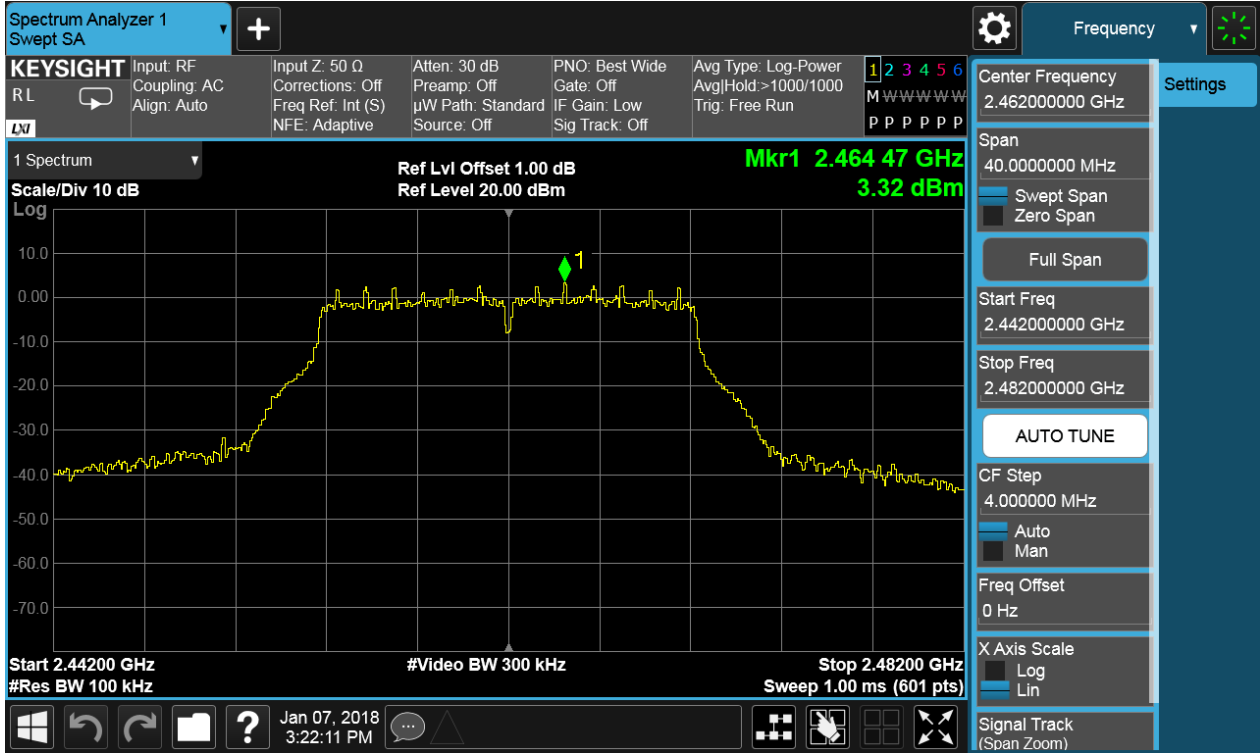 Spectrum Analyzer 1
Swept SA
+
Frequency
KEYSIGHT
RL
LXI
Input: RF
Coupling: AC
Align: Auto
Input Z: 50 Ω
Corrections: Off
Freq Ref: Int (S)
NFE: Adaptive
Atten: 30 dB
Preamp: Off
µW Path: Standard
Source: Off
PNO: Best Wide
Gate: Off
IF Gain: Low
Sig Track: Off
Avg Type: Log-Power
Avg|Hold:>1000/1000
Trig: Free Run
1 2 3 4 5 6
M W W W W W
P P P P P P
1 Spectrum
Scale/Div 10 dB
Log
Ref Lvl Offset 1.00 dB
Ref Level 20.00 dBm
Mkr1 2.464 47 GHz
3.32 dBm
1
10.0
0.00
-10.0
-20.0
-30.0
-40.0
-50.0
-60.0
-70.0
Start 2.44200 GHz
#Res BW 100 kHz
#Video BW 300 kHz
Stop 2.48200 GHz
Sweep 1.00 ms (601 pts)
Center Frequency
2.462000000 GHz
Span
40.0000000 MHz
Swept Span
Zero Span
Full Span
Start Freq
2.442000000 GHz
Stop Freq
2.482000000 GHz
AUTO TUNE
CF Step
4.000000 MHz
Auto
Man
Freq Offset
0 Hz
X Axis Scale
Log
Lin
Signal Track
(Span Zoom)
Settings
?
Jan 07, 2018
3:22:11 PM